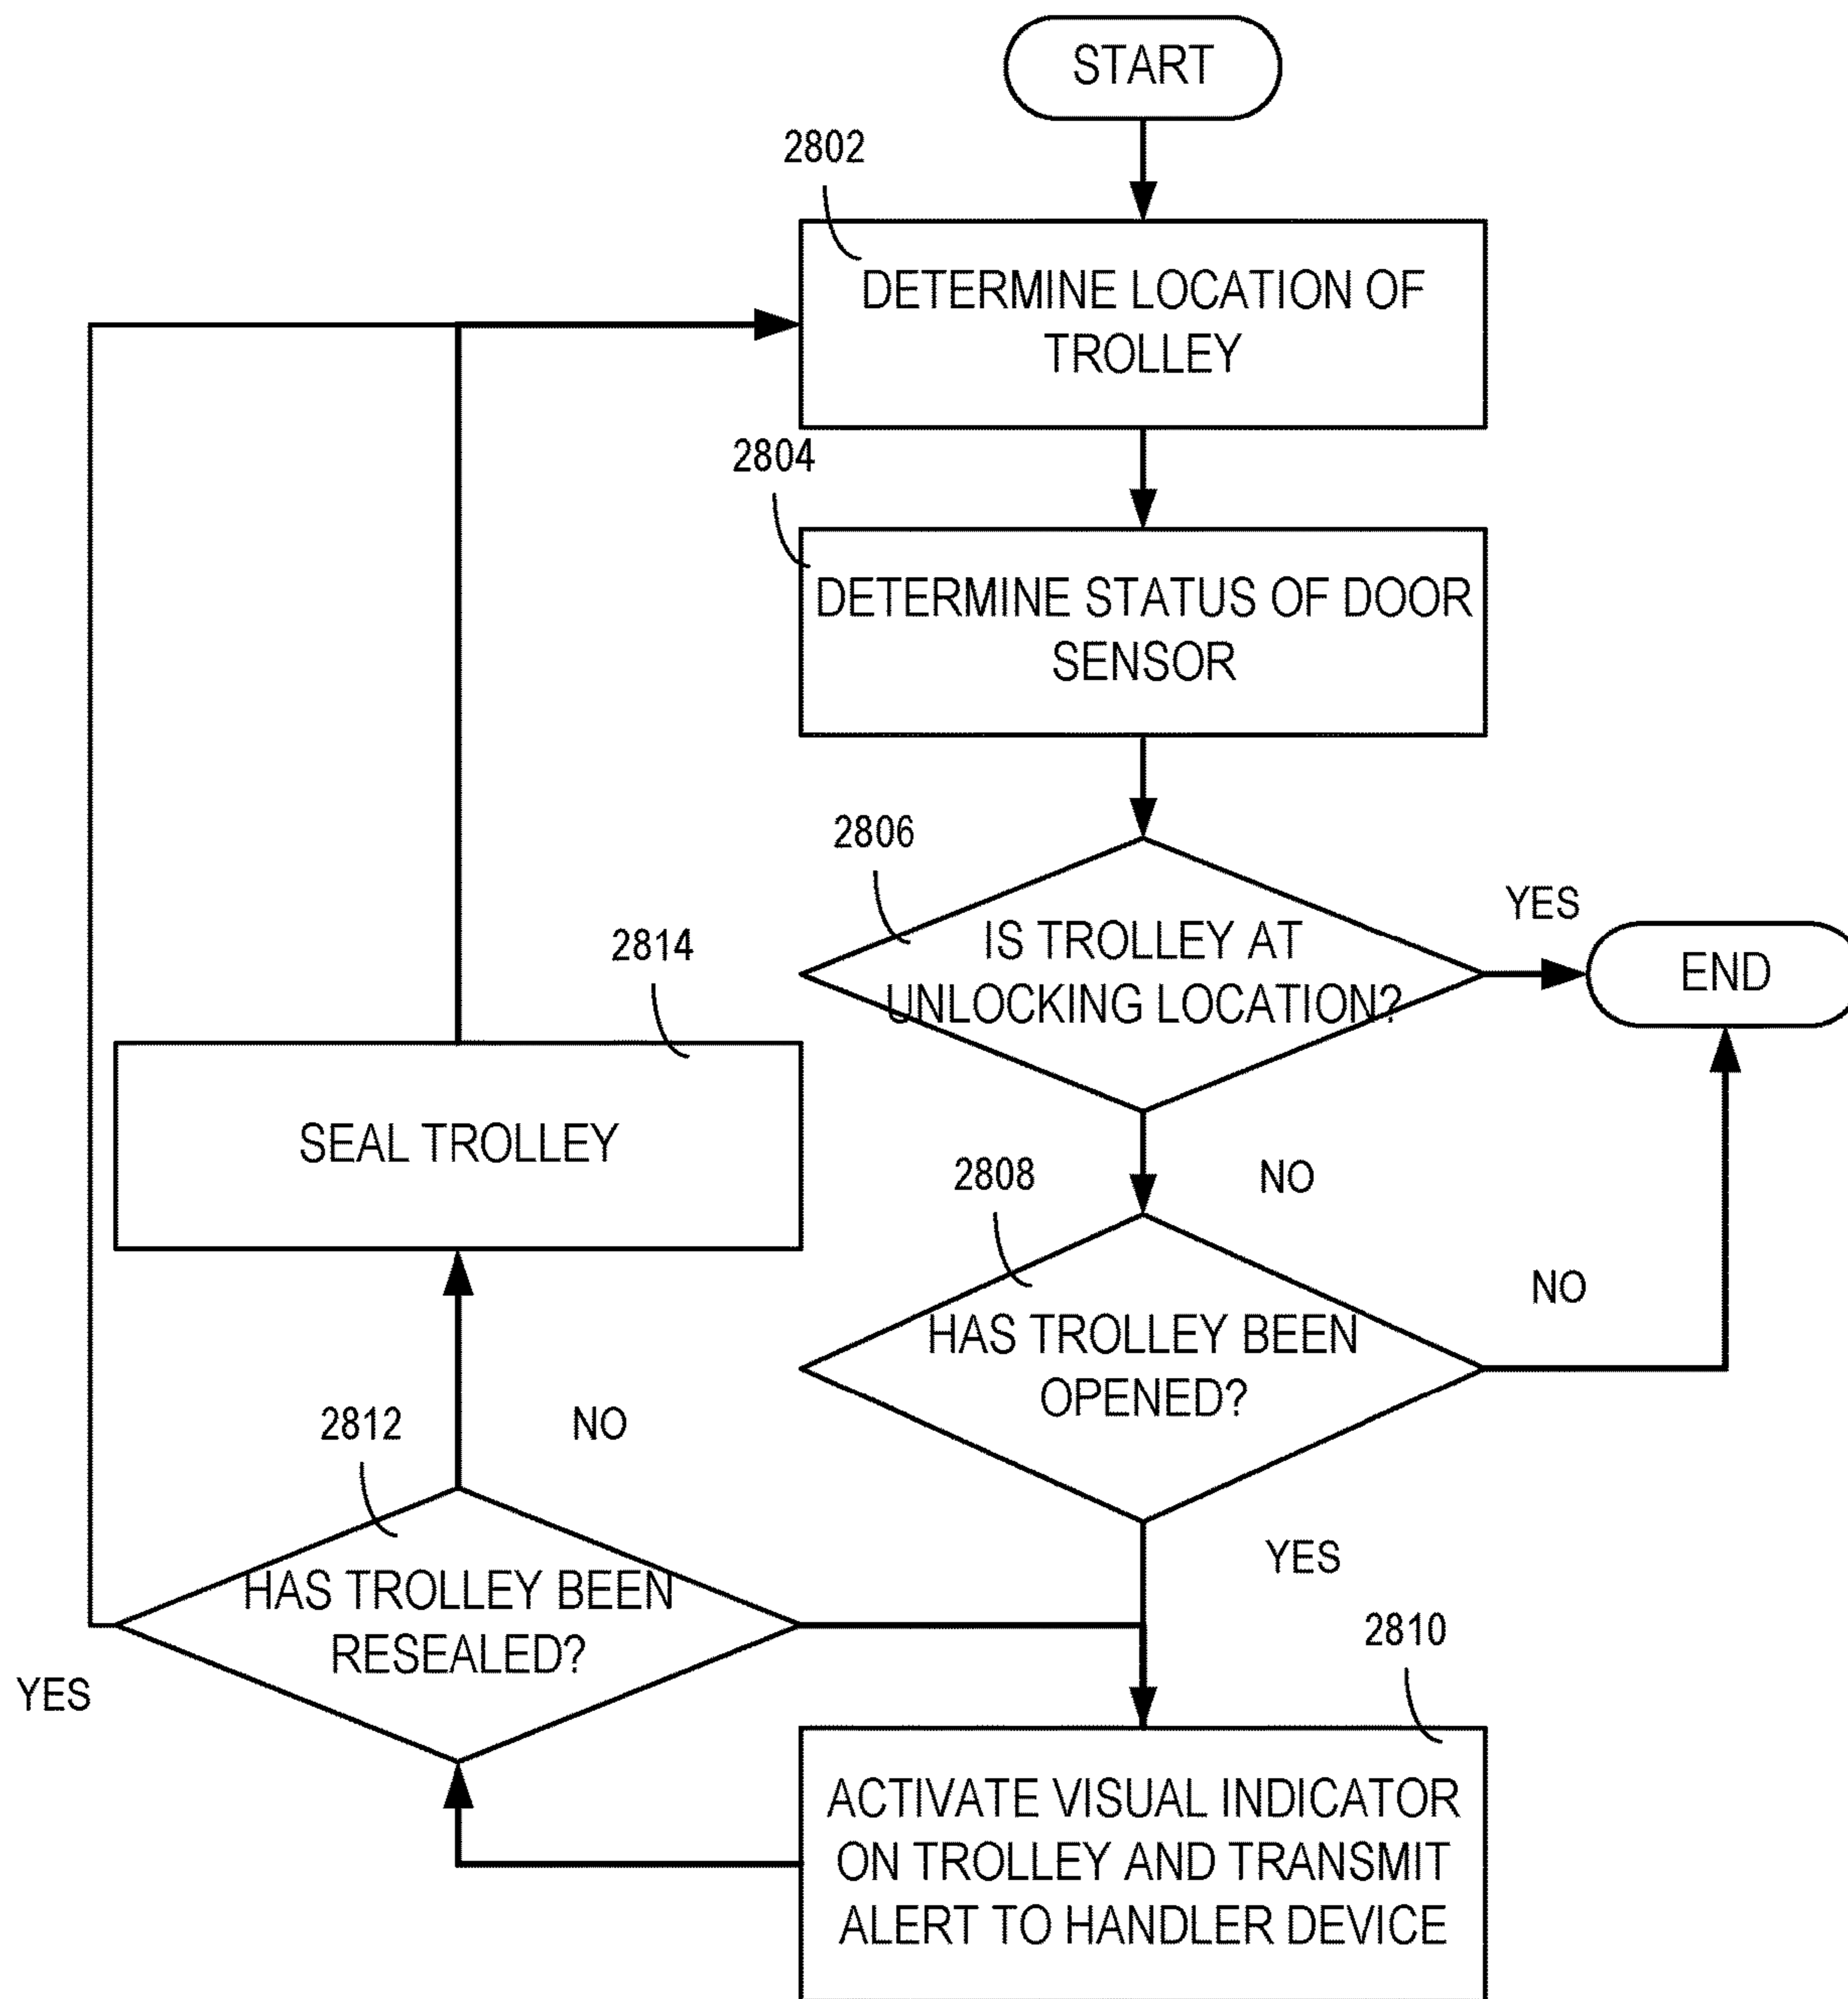 START
2802
DETERMINE LOCATION OF
TROLLEY
2804
DETERMINE STATUS OF DOOR
SENSOR
2806
IS TROLLEY AT
UNLOCKING LOCATION?
YES
END
2814
SEAL TROLLEY
2808
NO
HAS TROLLEY BEEN
OPENED?
NO
2812
NO
YES
HAS TROLLEY BEEN
RESEALED?
YES
2810
ACTIVATE VISUAL INDICATOR
ON TROLLEY AND TRANSMIT
ALERT TO HANDLER DEVICE